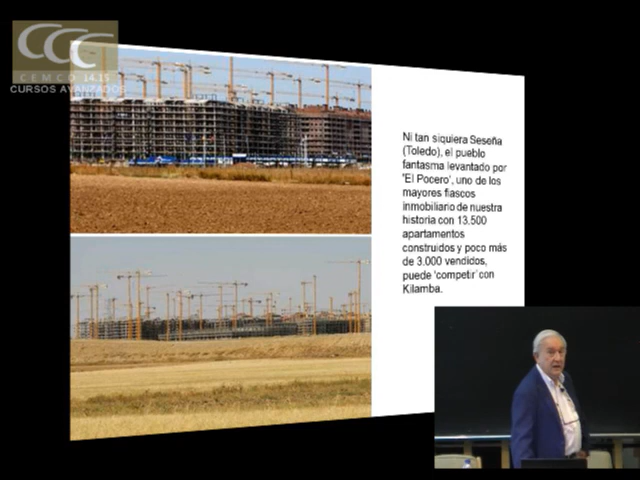 CEMCO 14.15
CURSOS AVANZADOS
Ni tan siquiera Seseña
(Toledo), el pueblo
fantasma levantado por
'El Pocero', uno de los
mayores fiascos
inmobiliario de nuestra
historia con 13.500
apartamentos
construidos y poco más
de 3.000 vendidos,
puede 'competir' con
Kilamba.